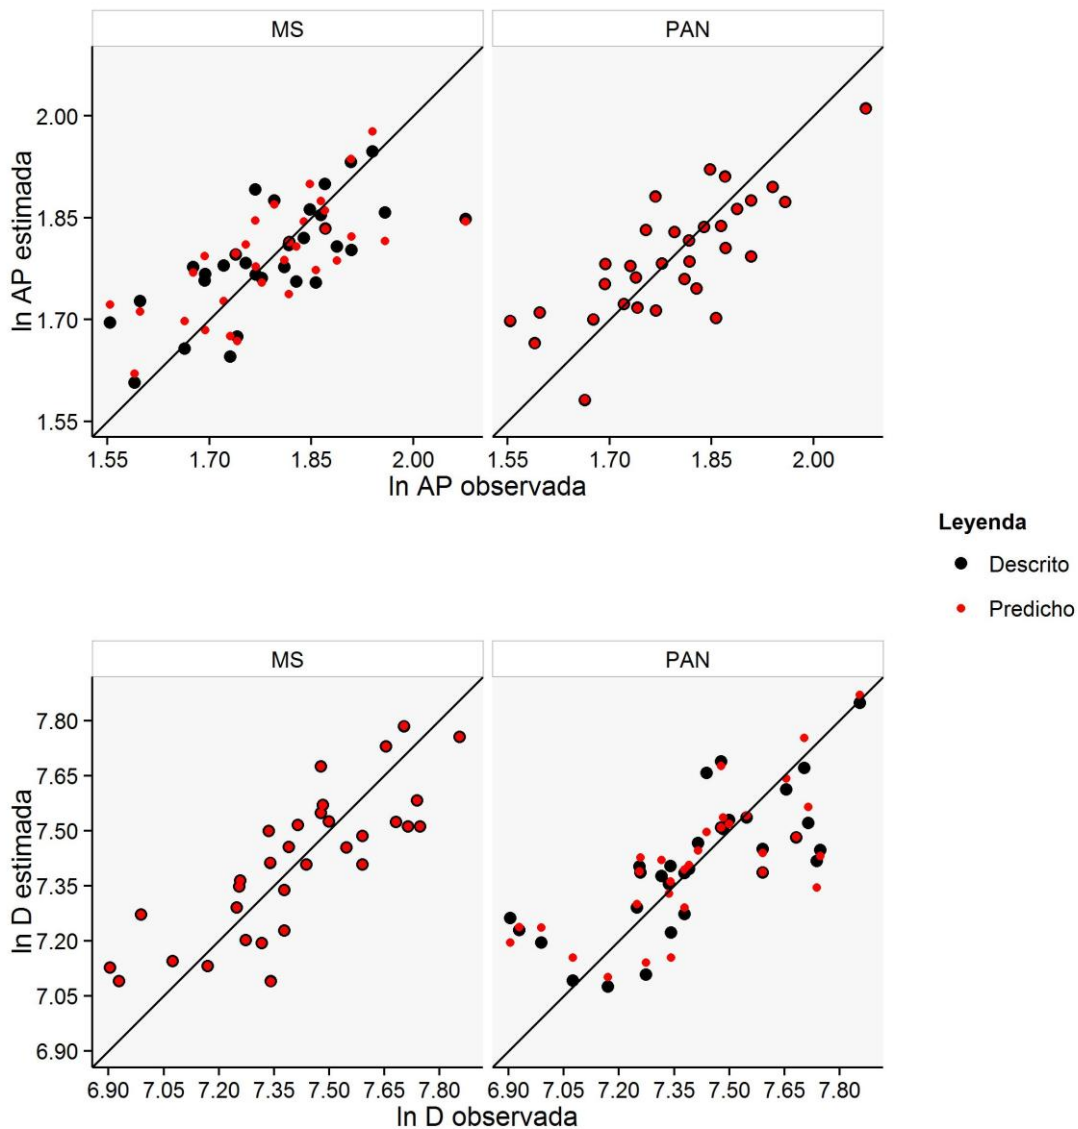 MS PAN
ln AP estimada
2.00
1.85
1.70
1.55
1.55 1.70 1.85 2.00 1.55 1.70 1.85 2.00
ln AP observada
Leyenda
Descrito
Predicho
MS PAN
ln D estimada
7.80
7.65
7.50
7.35
7.20
7.05
6.90
6.90 7.05 7.20 7.35 7.50 7.65 7.80 6.90 7.05 7.20 7.35 7.50 7.65 7.80
ln D observada